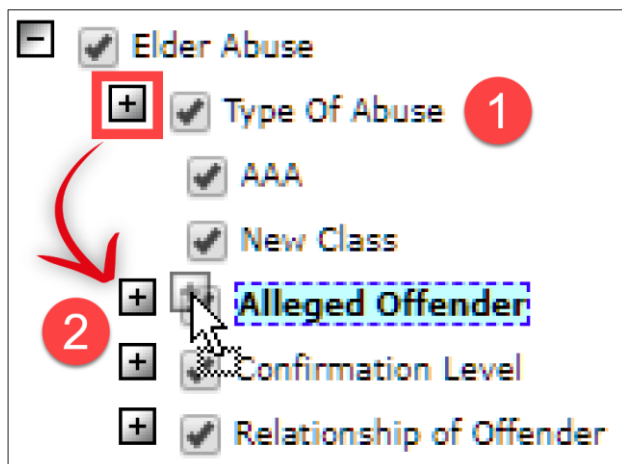 Elder Abuse
Type Of Abuse 1
AAA
New Class
2 Alleged Offender
Confirmation Level
Relationship of Offender